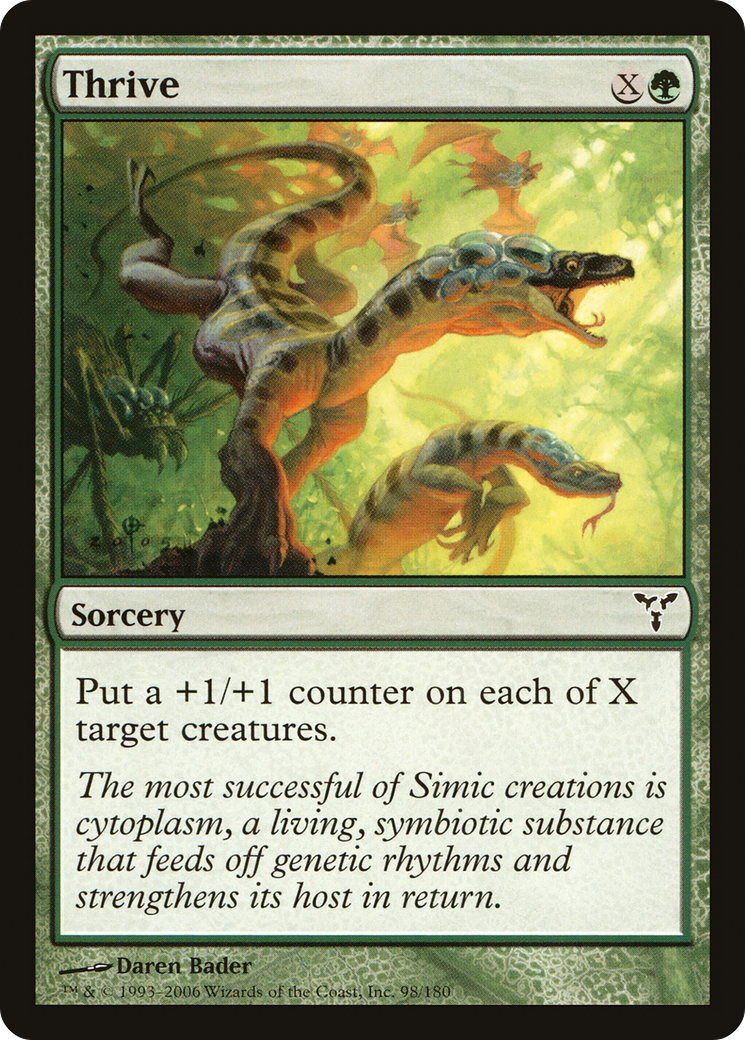 Thrive X
2005
Sorcery
Put a +1/+1 counter on each of X
target creatures.
The most successful of Simic creations is
cytoplasm, a living, symbiotic substance
that feeds off genetic rhythms and
strengthens its host in return.
Daren Bader
™ & © 1993–2006 Wizards of the Coast, Inc. 98/180